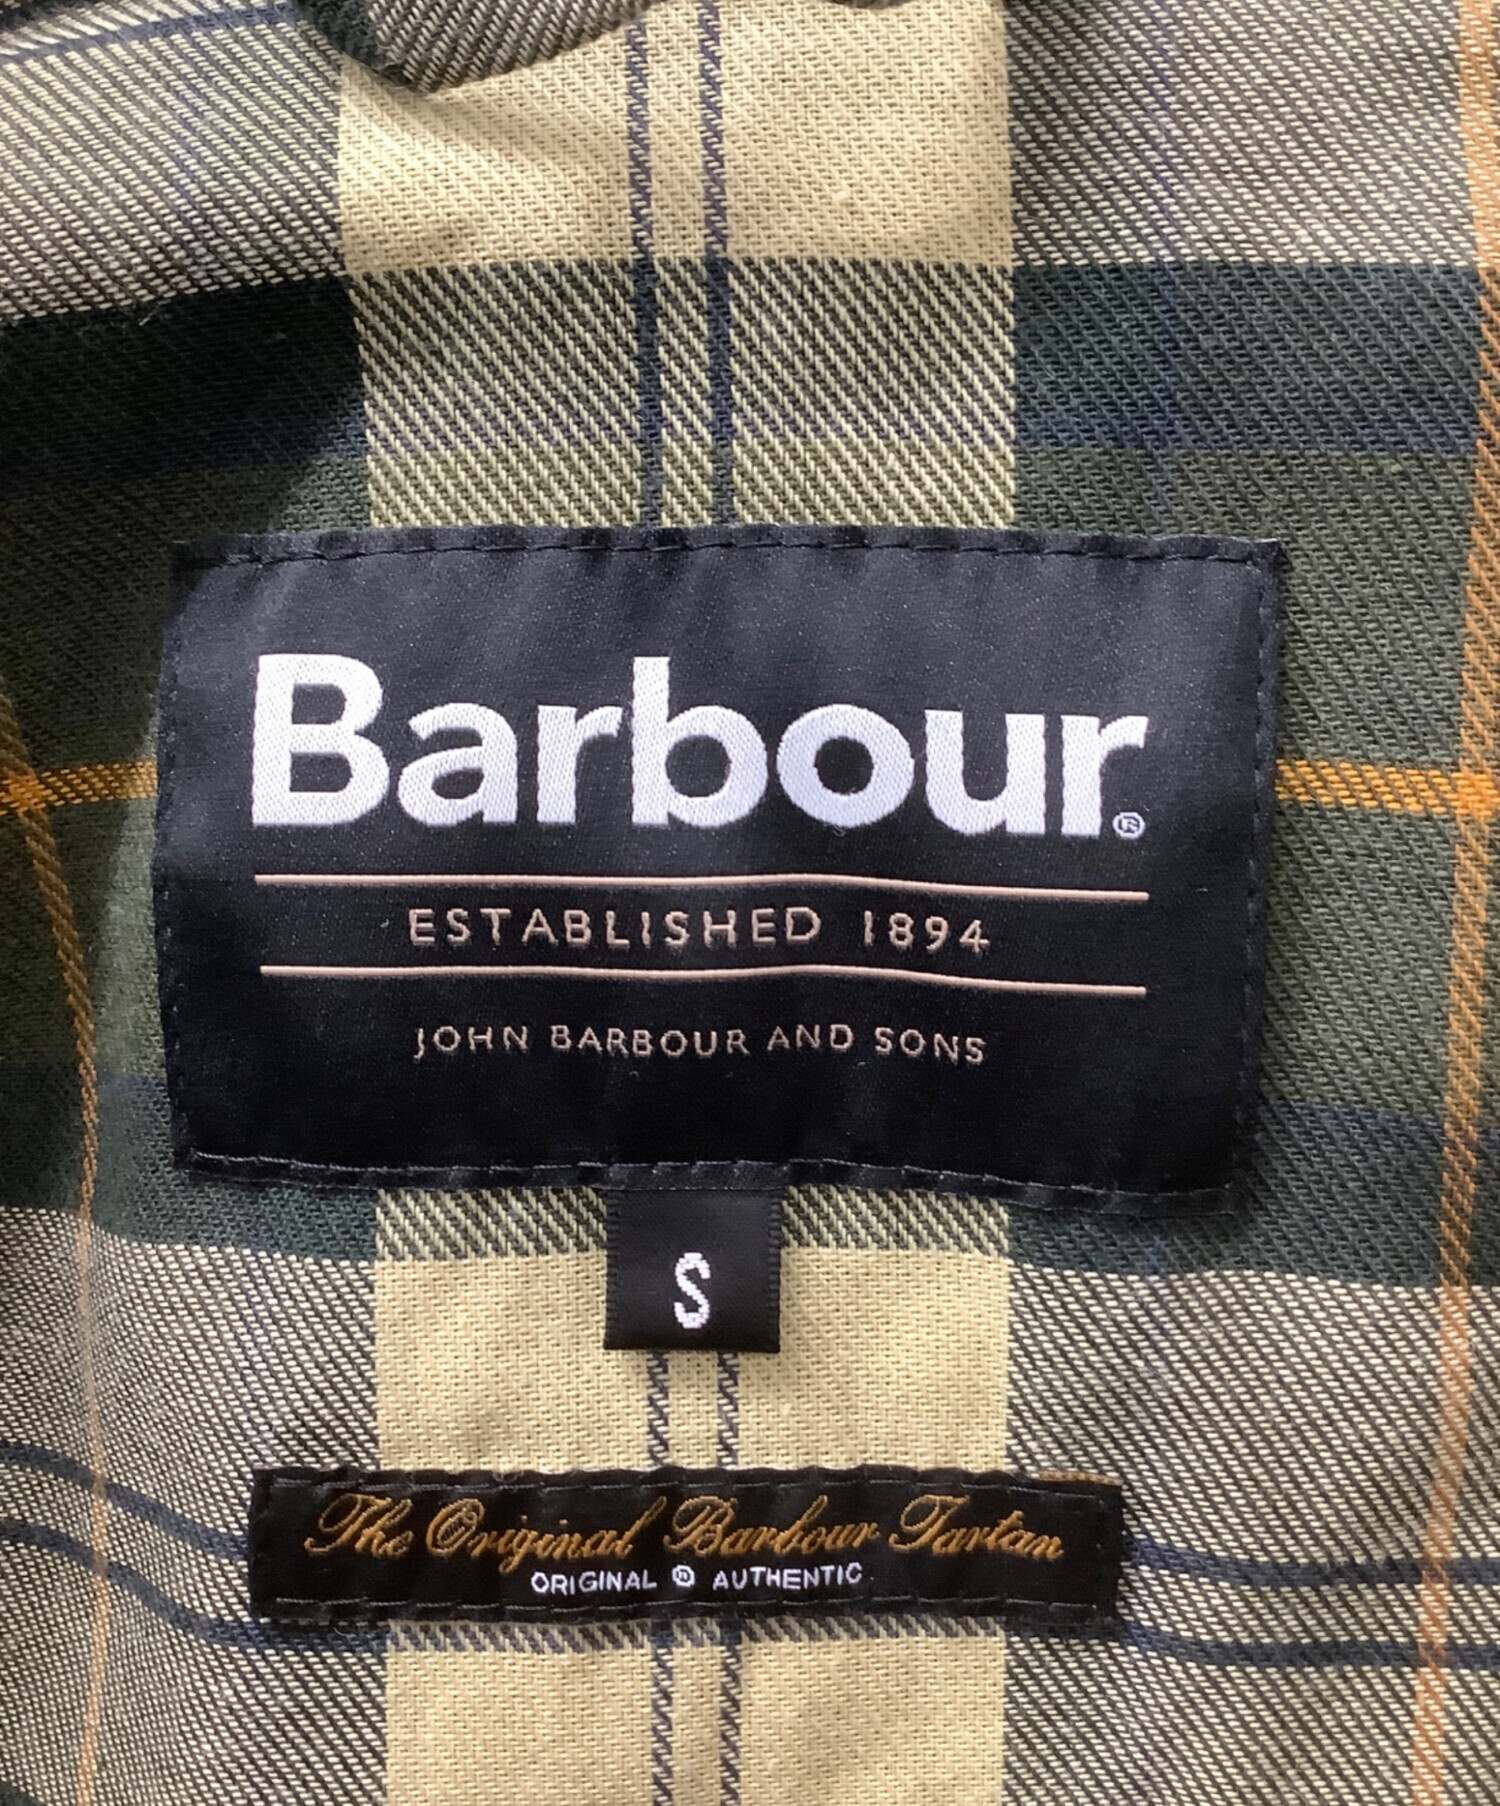 Barbour®
ESTABLISHED 1894
JOHN BARBOUR AND SONS
S
The Original Barbour Tartan
ORIGINAL ® AUTHENTIC